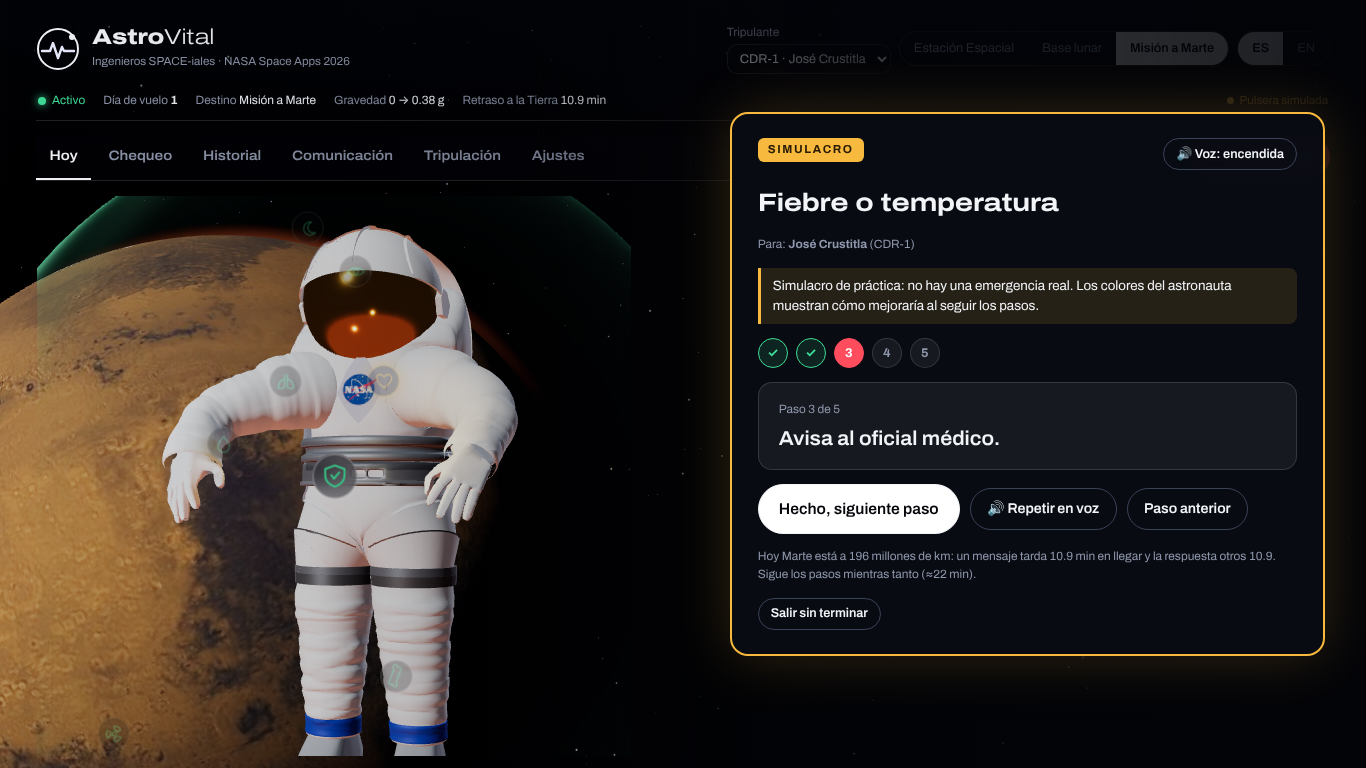 AstroVital
Ingenieros SPACE-iales · NASA Space Apps 2026
Tripulante
CDR-1 · José Crustitla
Estación Espacial
Base lunar
Misión a Marte
ES
EN
Activo
Día de vuelo 1
Destino Misión a Marte
Gravedad 0 → 0.38 g
Retraso a la Tierra 10.9 min
Pulsera simulada
Hoy
Chequeo
Historial
Comunicación
Tripulación
Ajustes
NASA
SIMULACRO
🔊 Voz: encendida
Fiebre o temperatura
Para: José Crustitla (CDR-1)
Simulacro de práctica: no hay una emergencia real. Los colores del astronauta
muestran cómo mejoraría al seguir los pasos.
✓ ✓ 3 4 5
Paso 3 de 5
Avisa al oficial médico.
Hecho, siguiente paso
🔊 Repetir en voz
Paso anterior
Hoy Marte está a 196 millones de km: un mensaje tarda 10.9 min en llegar y la respuesta otros 10.9.
Sigue los pasos mientras tanto (≈22 min).
Salir sin terminar